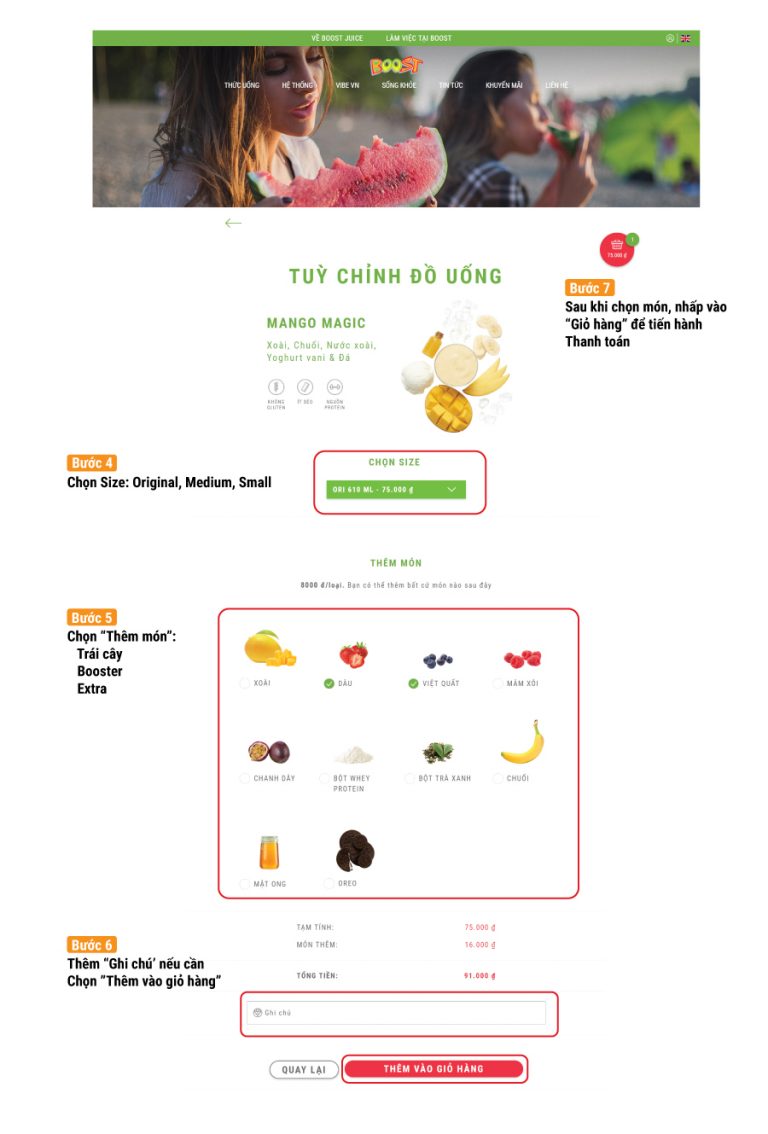 VỀ BOOST JUICE LÀM VIỆC TẠI BOOST
BOOST
THỨC UỐNG HỆ THỐNG VIBE VN SỐNG KHỎE TIN TỨC KHUYẾN MÃI LIÊN HỆ
1
75.000 ₫
TUỲ CHỈNH ĐỒ UỐNG
Bước 7
Sau khi chọn món, nhấp vào
“Giỏ hàng” để tiến hành
Thanh toán
MANGO MAGIC
Xoài, Chuối, Nước xoài,
Yoghurt vani & Đá
KHÔNG GLUTEN
ÍT BÉO
NGUỒN PROTEIN
Bước 4
Chọn Size: Original, Medium, Small
CHỌN SIZE
ORI 610 ML - 75.000 ₫
THÊM MÓN
8000 đ/loại. Bạn có thể thêm bất cứ món nào sau đây
Bước 5
Chọn “Thêm món”:
Trái cây
Booster
Extra
XOÀI DÂU VIỆT QUẤT MÂM XÔI
CHANH DÂY BỘT WHEY PROTEIN BỘT TRÀ XANH CHUỐI
MẬT ONG OREO
TẠM TÍNH: 75.000 ₫
MÓN THÊM: 16.000 ₫
TỔNG TIỀN: 91.000 ₫
Bước 6
Thêm “Ghi chú’ nếu cần
Chọn ”Thêm vào giỏ hàng”
Ghi chú
QUAY LẠI THÊM VÀO GIỎ HÀNG